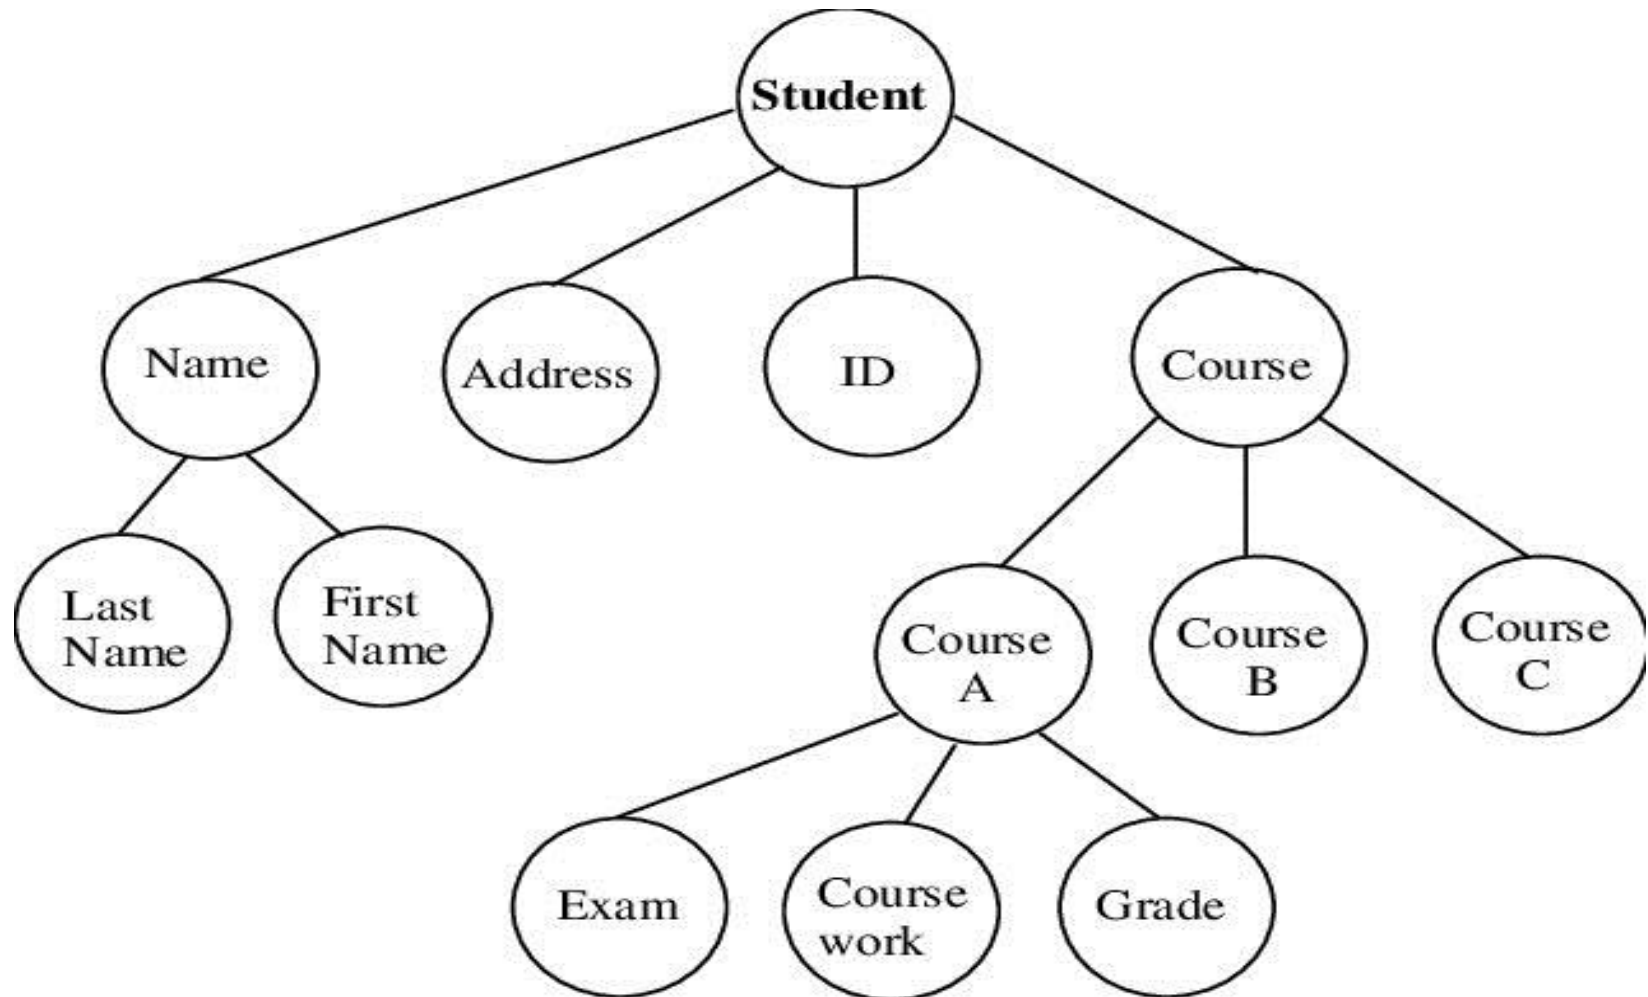 Student
Name
Address
ID
Course
Last
Name
First
Name
Course
A
Course
B
Course
C
Exam
Course
work
Grade